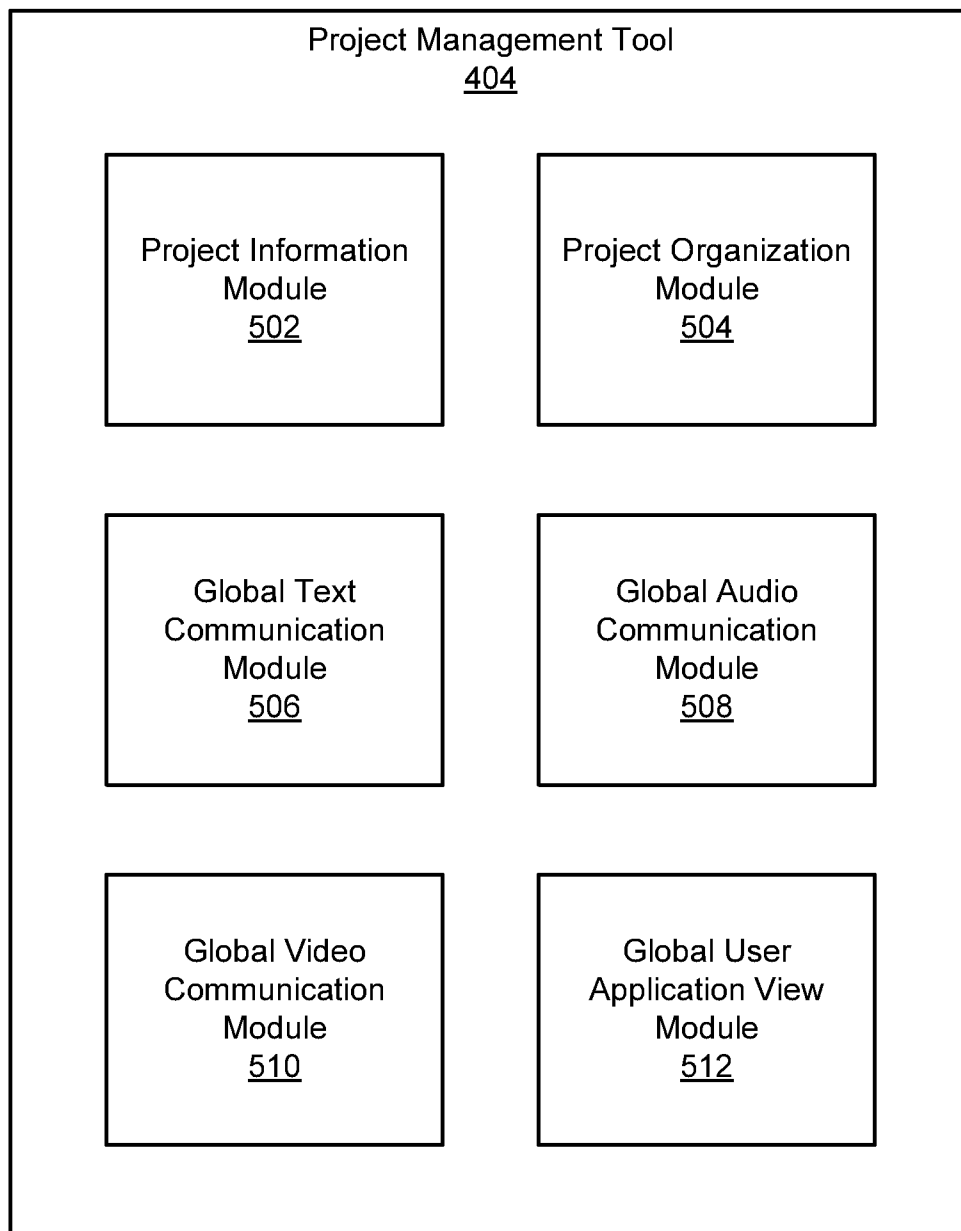 Project Management Tool
404
Project Information
Module
502
Project Organization
Module
504
Global Text
Communication
Module
506
Global Audio
Communication
Module
508
Global Video
Communication
Module
510
Global User
Application View
Module
512